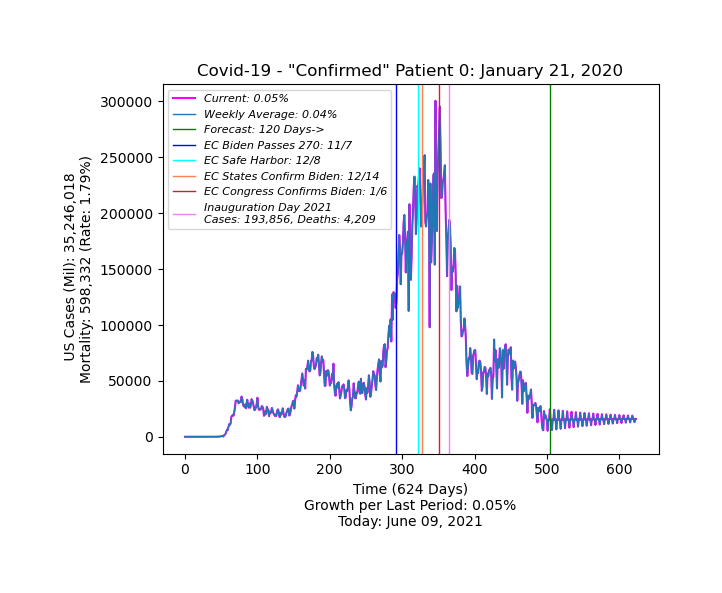 Covid-19 - "Confirmed" Patient 0: January 21, 2020
Current: 0.05%
Weekly Average: 0.04%
Forecast: 120 Days->
EC Biden Passes 270: 11/7
EC Safe Harbor: 12/8
EC States Confirm Biden: 12/14
EC Congress Confirms Biden: 1/6
Inauguration Day 2021
Cases: 193,856, Deaths: 4,209
US Cases (Mil): 35,246,018
Mortality: 598,332 (Rate: 1.79%)
300000
250000
200000
150000
100000
50000
0
0 100 200 300 400 500 600
Time (624 Days)
Growth per Last Period: 0.05%
Today: June 09, 2021